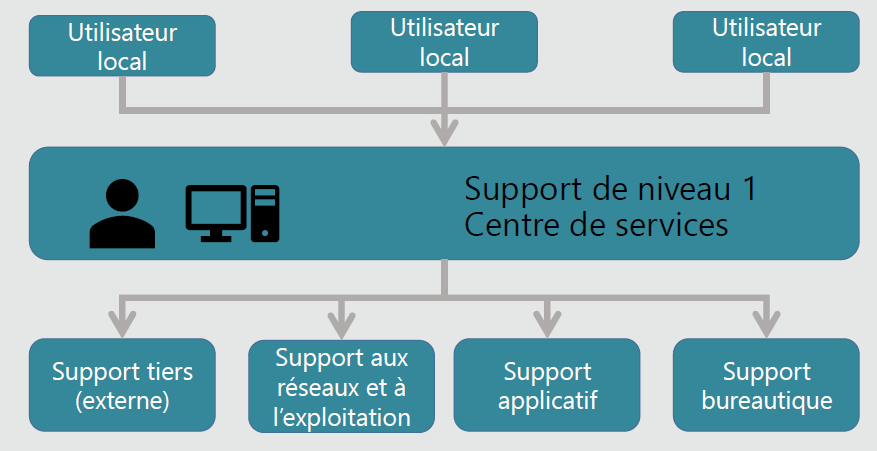 Utilisateur
local
Utilisateur
local
Utilisateur
local
Support de niveau 1
Centre de services
Support tiers
(externe)
Support aux
réseaux et à
l’exploitation
Support
applicatif
Support
bureautique